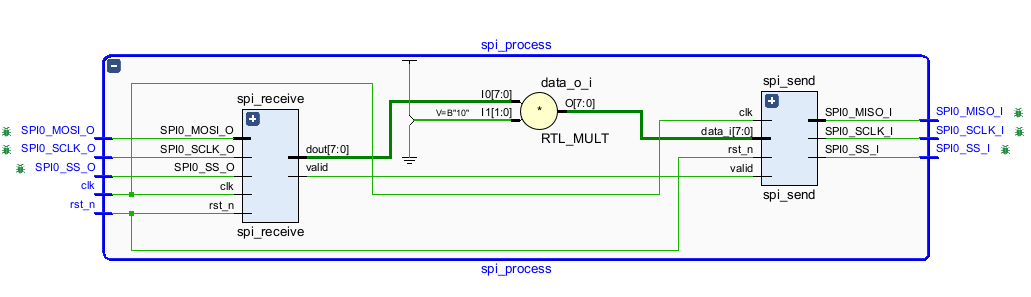 spi_process
data_o_i
spi_send
spi_receive
I0[7:0]
O[7:0]
V=B"10"
I1[1:0]
*
RTL_MULT
clk
SPI0_MISO_I
SPI0_MISO_I
SPI0_MOSI_O
SPI0_MOSI_O
data_i[7:0]
SPI0_SCLK_I
SPI0_SCLK_I
SPI0_SCLK_O
SPI0_SCLK_O
dout[7:0]
rst_n
SPI0_SS_I
SPI0_SS_I
SPI0_SS_O
SPI0_SS_O
valid
valid
clk
clk
spi_send
rst_n
rst_n
spi_receive
spi_process